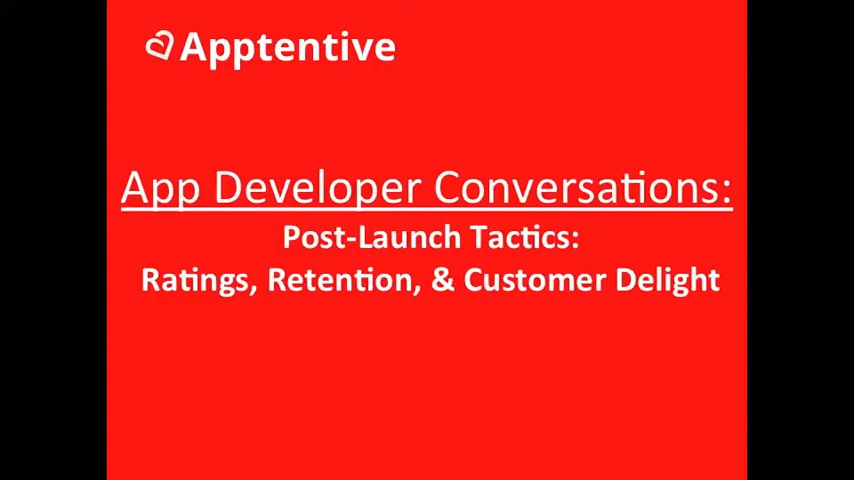 Apptentive
App Developer Conversations:
Post-Launch Tactics:
Ratings, Retention, & Customer Delight